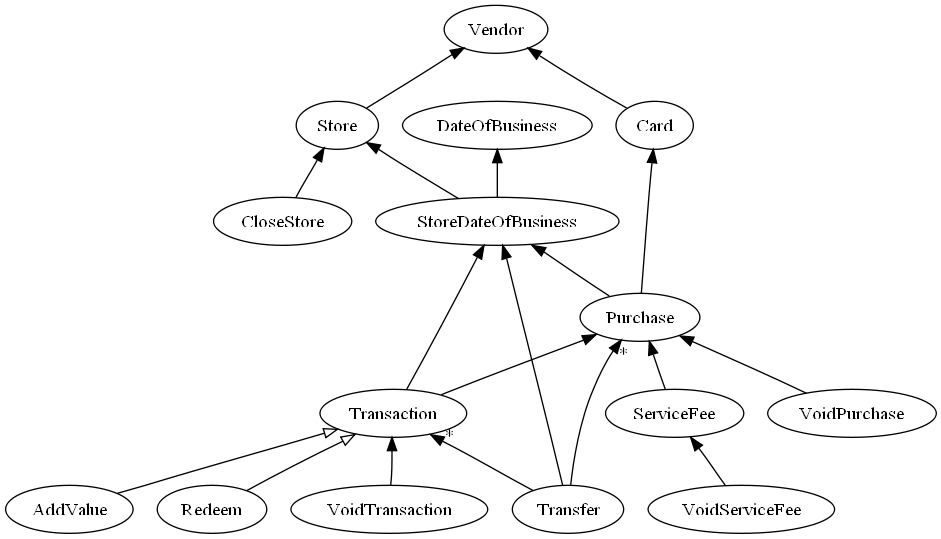 Vendor
Store
DateOfBusiness
Card
CloseStore
StoreDateOfBusiness
Purchase
*
Transaction
ServiceFee
VoidPurchase
*
AddValue
Redeem
VoidTransaction
Transfer
VoidServiceFee